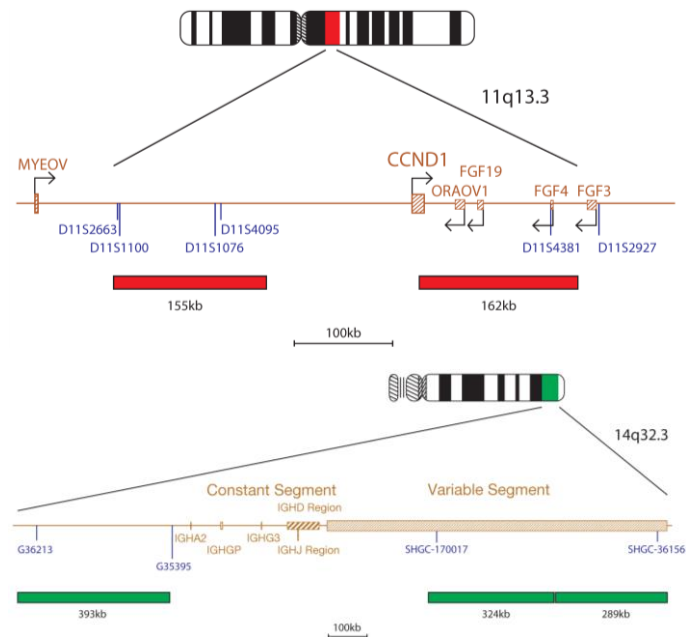 11q13.3
MYEOV
CCND1
FGF19
ORAOV1
FGF4
FGF3
D11S2663
D11S4095
D11S1100
D11S1076
D11S4381
D11S2927
155kb
162kb
100kb
14q32.3
Constant Segment
Variable Segment
IGHD Region
G36213
IGHA2
IGHG3
SHGC-170017
SHGC-36156
IGHGP
IGHJ Region
G35395
393kb
324kb
289kb
100kb